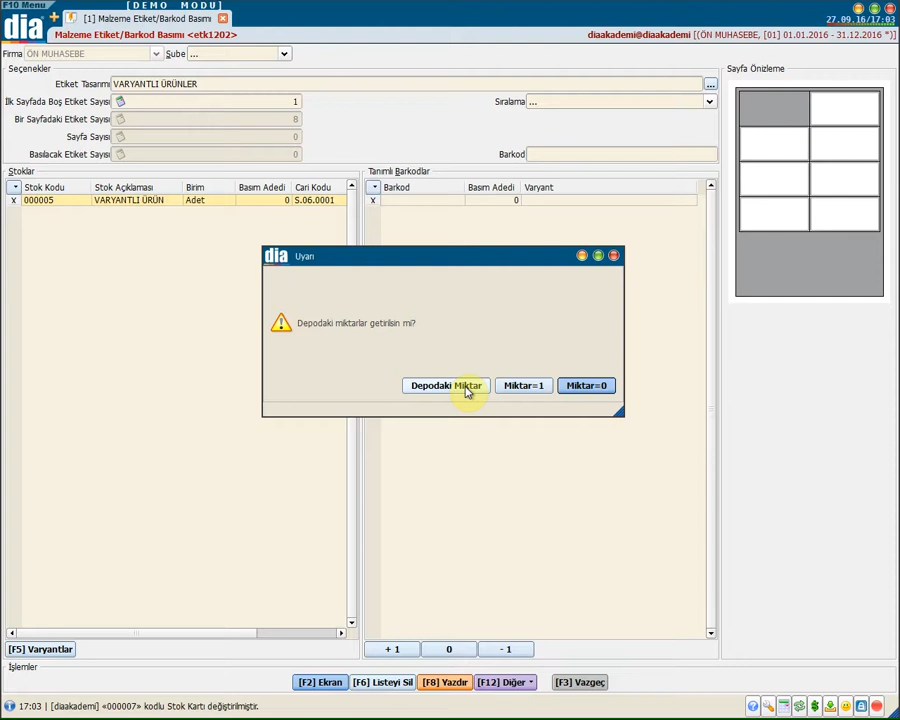 F10 Menu
[ D E M O  M O D U ]
dia
[1] Malzeme Etiket/Barkod Basımı
27.09.16/17:03
Malzeme Etiket/Barkod Basımı <etk1202>
diaakademi@diaakademi (ÖN MUHASEBE, [01] 01.01.2016 - 31.12.2016 *)
Firma ÖN MUHASEBE Şube ...
Seçenekler
Sayfa Önizleme
Etiket Tasarımı VARYANTLI ÜRÜNLER ...
İlk Sayfada Boş Etiket Sayısı 1 Sıralama ...
Bir Sayfadaki Etiket Sayısı 8
Sayfa Sayısı 0
Basılacak Etiket Sayısı 0 Barkod
Stoklar
Tanımlı Barkodlar
Stok Kodu Stok Açıklaması Birim Basım Adedi Cari Kodu
X 000005 VARYANTLI ÜRÜN Adet 0 S.06.0001
Barkod Basım Adedi Varyant
X 0
dia Uyarı
Depodaki miktarlar getirilsin mi?
Depodaki Miktar Miktar=1 Miktar=0
[F5] Varyantlar + 1 0 - 1
İşlemler
[F2] Ekran [F6] Listeyi Sil [F8] Yazdır [F12] Diğer [F3] Vazgeç
17:03 | [diaakademi] «000007» kodlu Stok Kartı değiştirilmiştir.